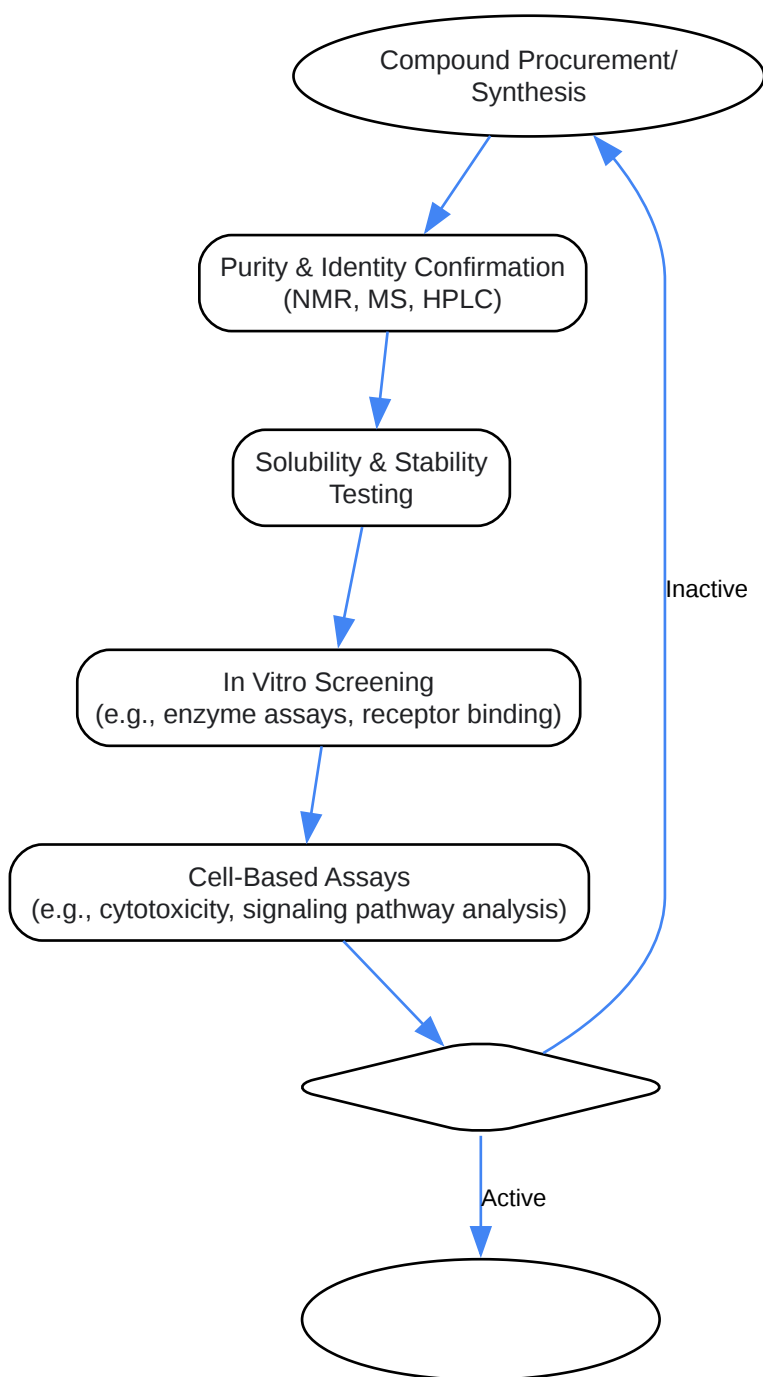 Compound Procurement/
Synthesis
Purity & Identity Confirmation
(NMR, MS, HPLC)
Solubility & Stability
Testing
Inactive
In Vitro Screening
(e.g., enzyme assays, receptor binding)
Cell-Based Assays
(e.g., cytotoxicity, signaling pathway analysis)
Active